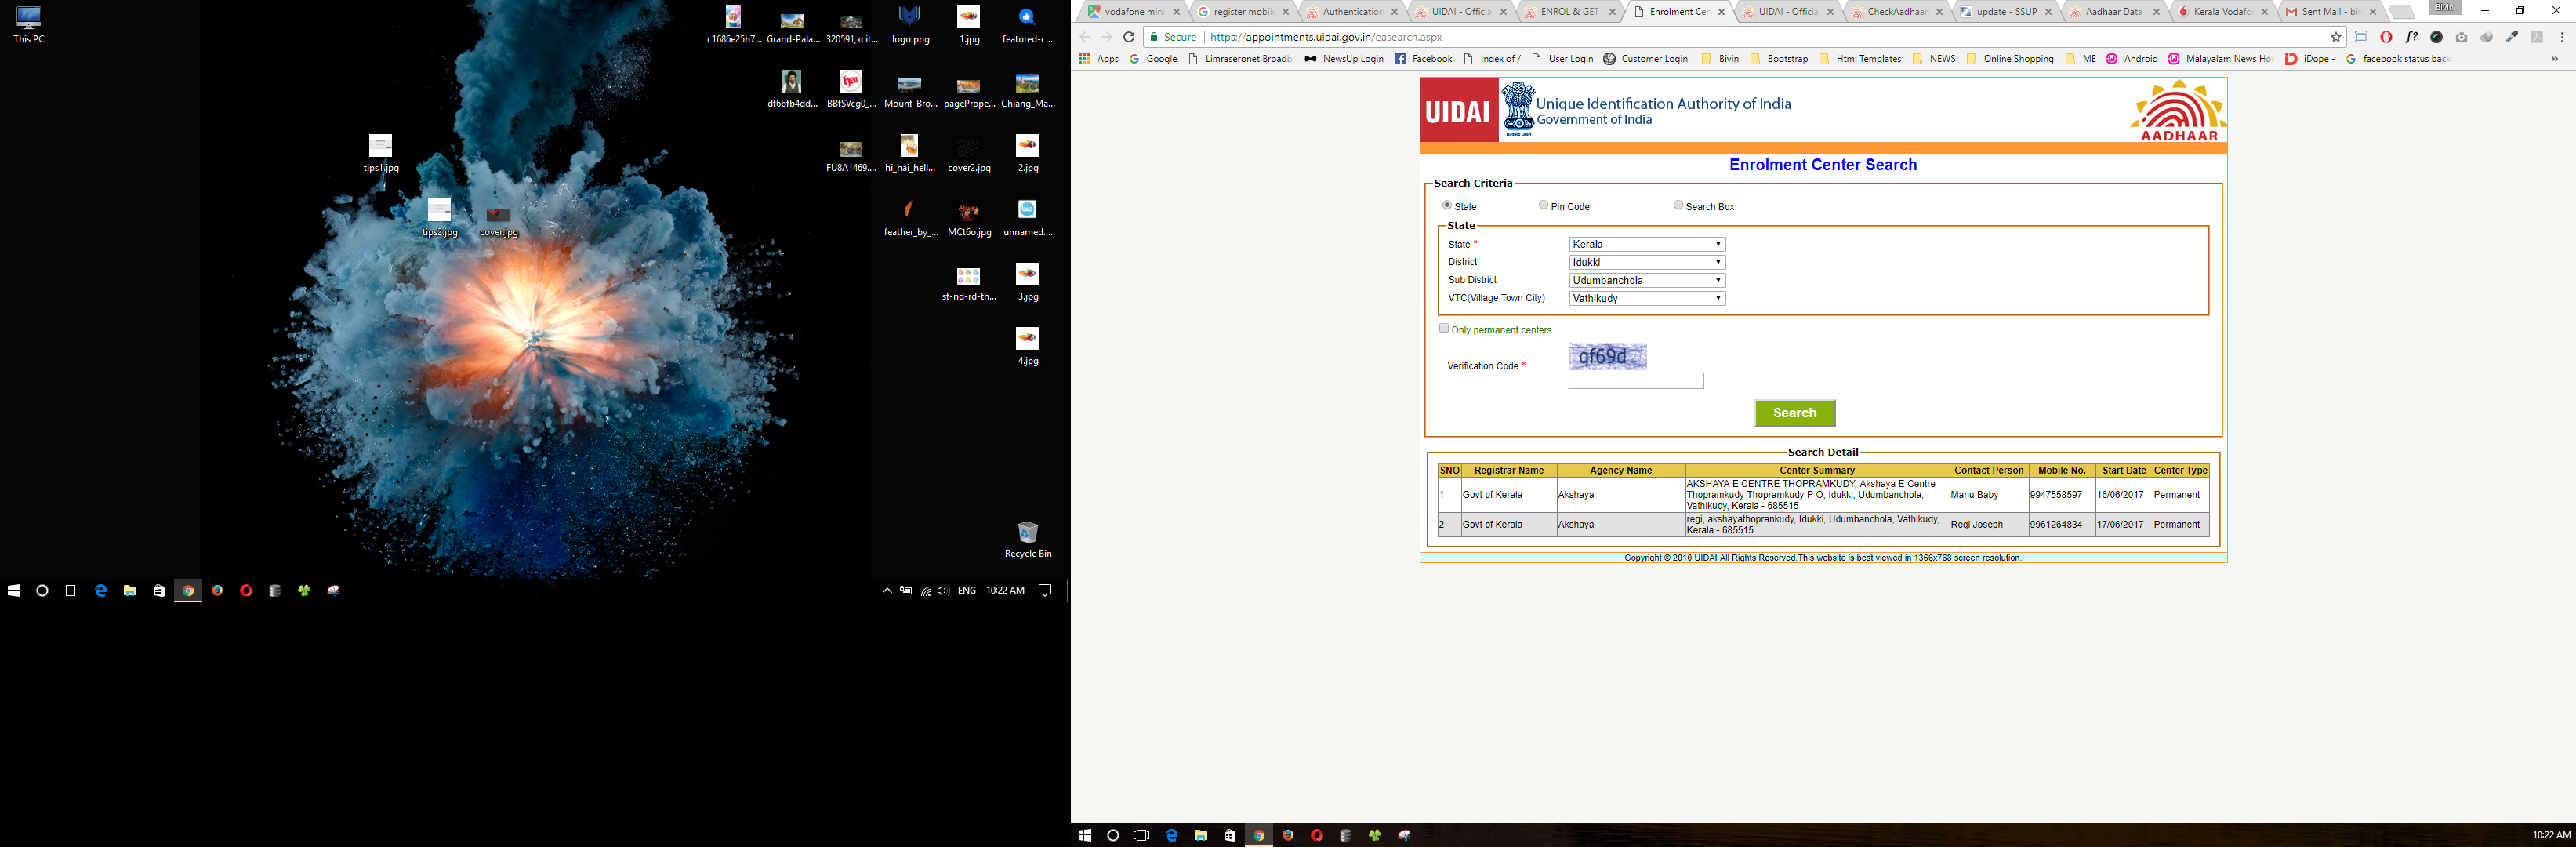 This PC
c1686e25b7...
Grand-Pala...
320591,xcit...
logo.png
1.jpg
featured-c...
df6bfb4dd...
BBfSVcg0_...
Mount-Bro...
pagePrope...
Chiang_Ma...
tips1.jpg
FU8A1469....
hi_hai_hell...
cover2.jpg
2.jpg
tips2.jpg
cover.jpg
feather_by_...
MCt6o.jpg
unnamed....
st-nd-rd-th...
3.jpg
4.jpg
Recycle Bin
ENG 10:22 AM
vodafone mini
register mobile
Authentication
UIDAI - Official
ENROL & GET
Enrolment Cen
UIDAI - Official
CheckAadhaar
update - SSUP
Aadhaar Data
Kerala Vodafo
Sent Mail - biv
Bivin
Secure https://appointments.uidai.gov.in/easearch.aspx
f?
Apps Google Limraseronet Broadb NewsUp Login Facebook Index of / User Login Customer Login Bivin Bootstrap Html Templates NEWS Online Shopping ME Android Malayalam News Hor iDope - facebook status back »
UIDAI
Unique Identification Authority of India
Government of India
AADHAAR
Enrolment Center Search
Search Criteria
State Pin Code Search Box
State
State * Kerala
District Idukki
Sub District Udumbanchola
VTC(Village Town City) Vathikudy
Only permanent centers
qf69d
Verification Code *
Search
Search Detail
SNO Registrar Name Agency Name Center Summary Contact Person Mobile No. Start Date Center Type
1 Govt of Kerala Akshaya AKSHAYA E CENTRE THOPRAMKUDY, Akshaya E Centre Thopramkudy Thopramkudy P O, Idukki, Udumbanchola, Vathikudy, Kerala - 685515 Manu Baby 9947558597 16/06/2017 Permanent
2 Govt of Kerala Akshaya regi, akshayathoprankudy, Idukki, Udumbanchola, Vathikudy, Kerala - 685515 Regi Joseph 9961264834 17/06/2017 Permanent
Copyright © 2010 UIDAI All Rights Reserved.This website is best viewed in 1366x768 screen resolution.
10:22 AM